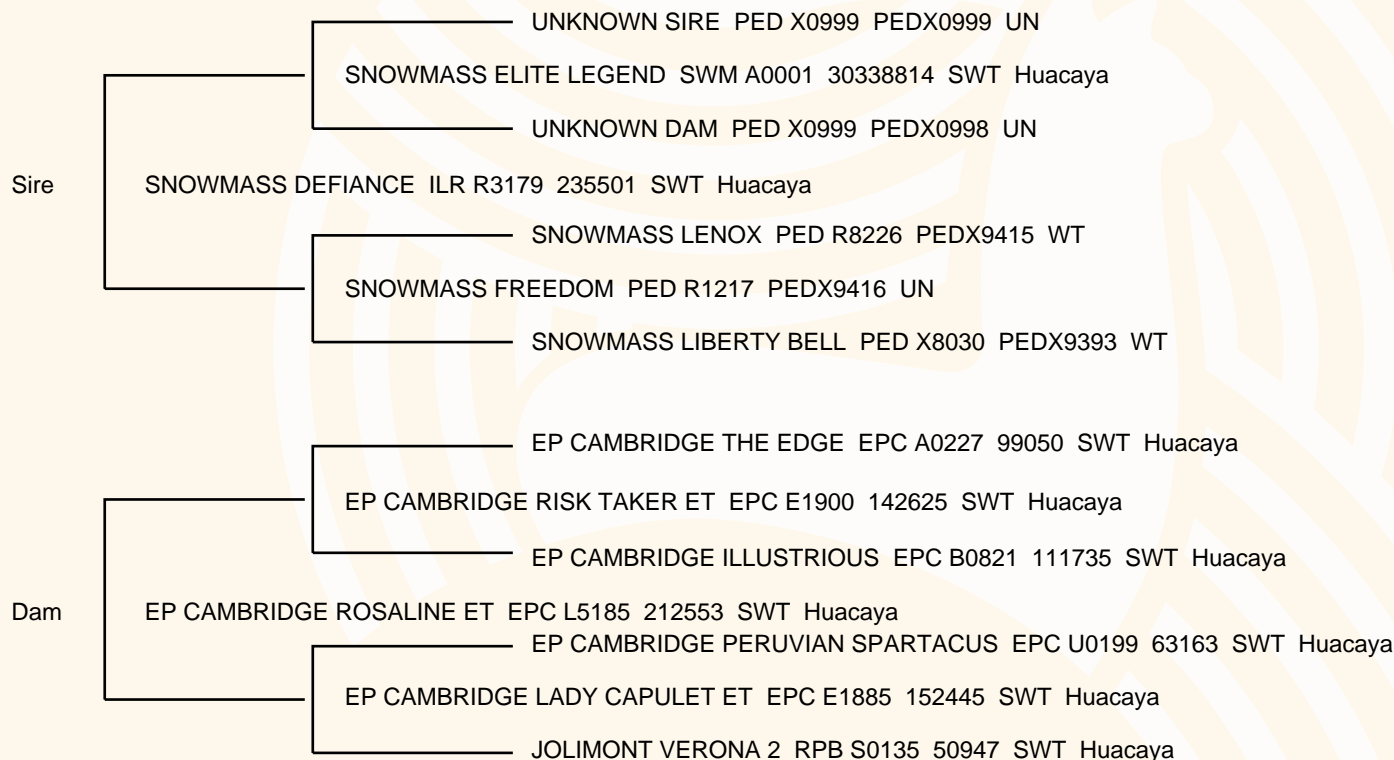 UNKNOWN SIRE PED X0999 PEDX0999 UN
SNOWMASS ELITE LEGEND SWM A0001 30338814 SWT Huacaya
UNKNOWN DAM PED X0999 PEDX0998 UN
Sire SNOWMASS DEFIANCE ILR R3179 235501 SWT Huacaya
SNOWMASS LENOX PED R8226 PEDX9415 WT
SNOWMASS FREEDOM PED R1217 PEDX9416 UN
SNOWMASS LIBERTY BELL PED X8030 PEDX9393 WT
EP CAMBRIDGE THE EDGE EPC A0227 99050 SWT Huacaya
EP CAMBRIDGE RISK TAKER ET EPC E1900 142625 SWT Huacaya
EP CAMBRIDGE ILLUSTRIOUS EPC B0821 111735 SWT Huacaya
Dam EP CAMBRIDGE ROSALINE ET EPC L5185 212553 SWT Huacaya
EP CAMBRIDGE PERUVIAN SPARTACUS EPC U0199 63163 SWT Huacaya
EP CAMBRIDGE LADY CAPULET ET EPC E1885 152445 SWT Huacaya
JOLIMONT VERONA 2 RPB S0135 50947 SWT Huacaya